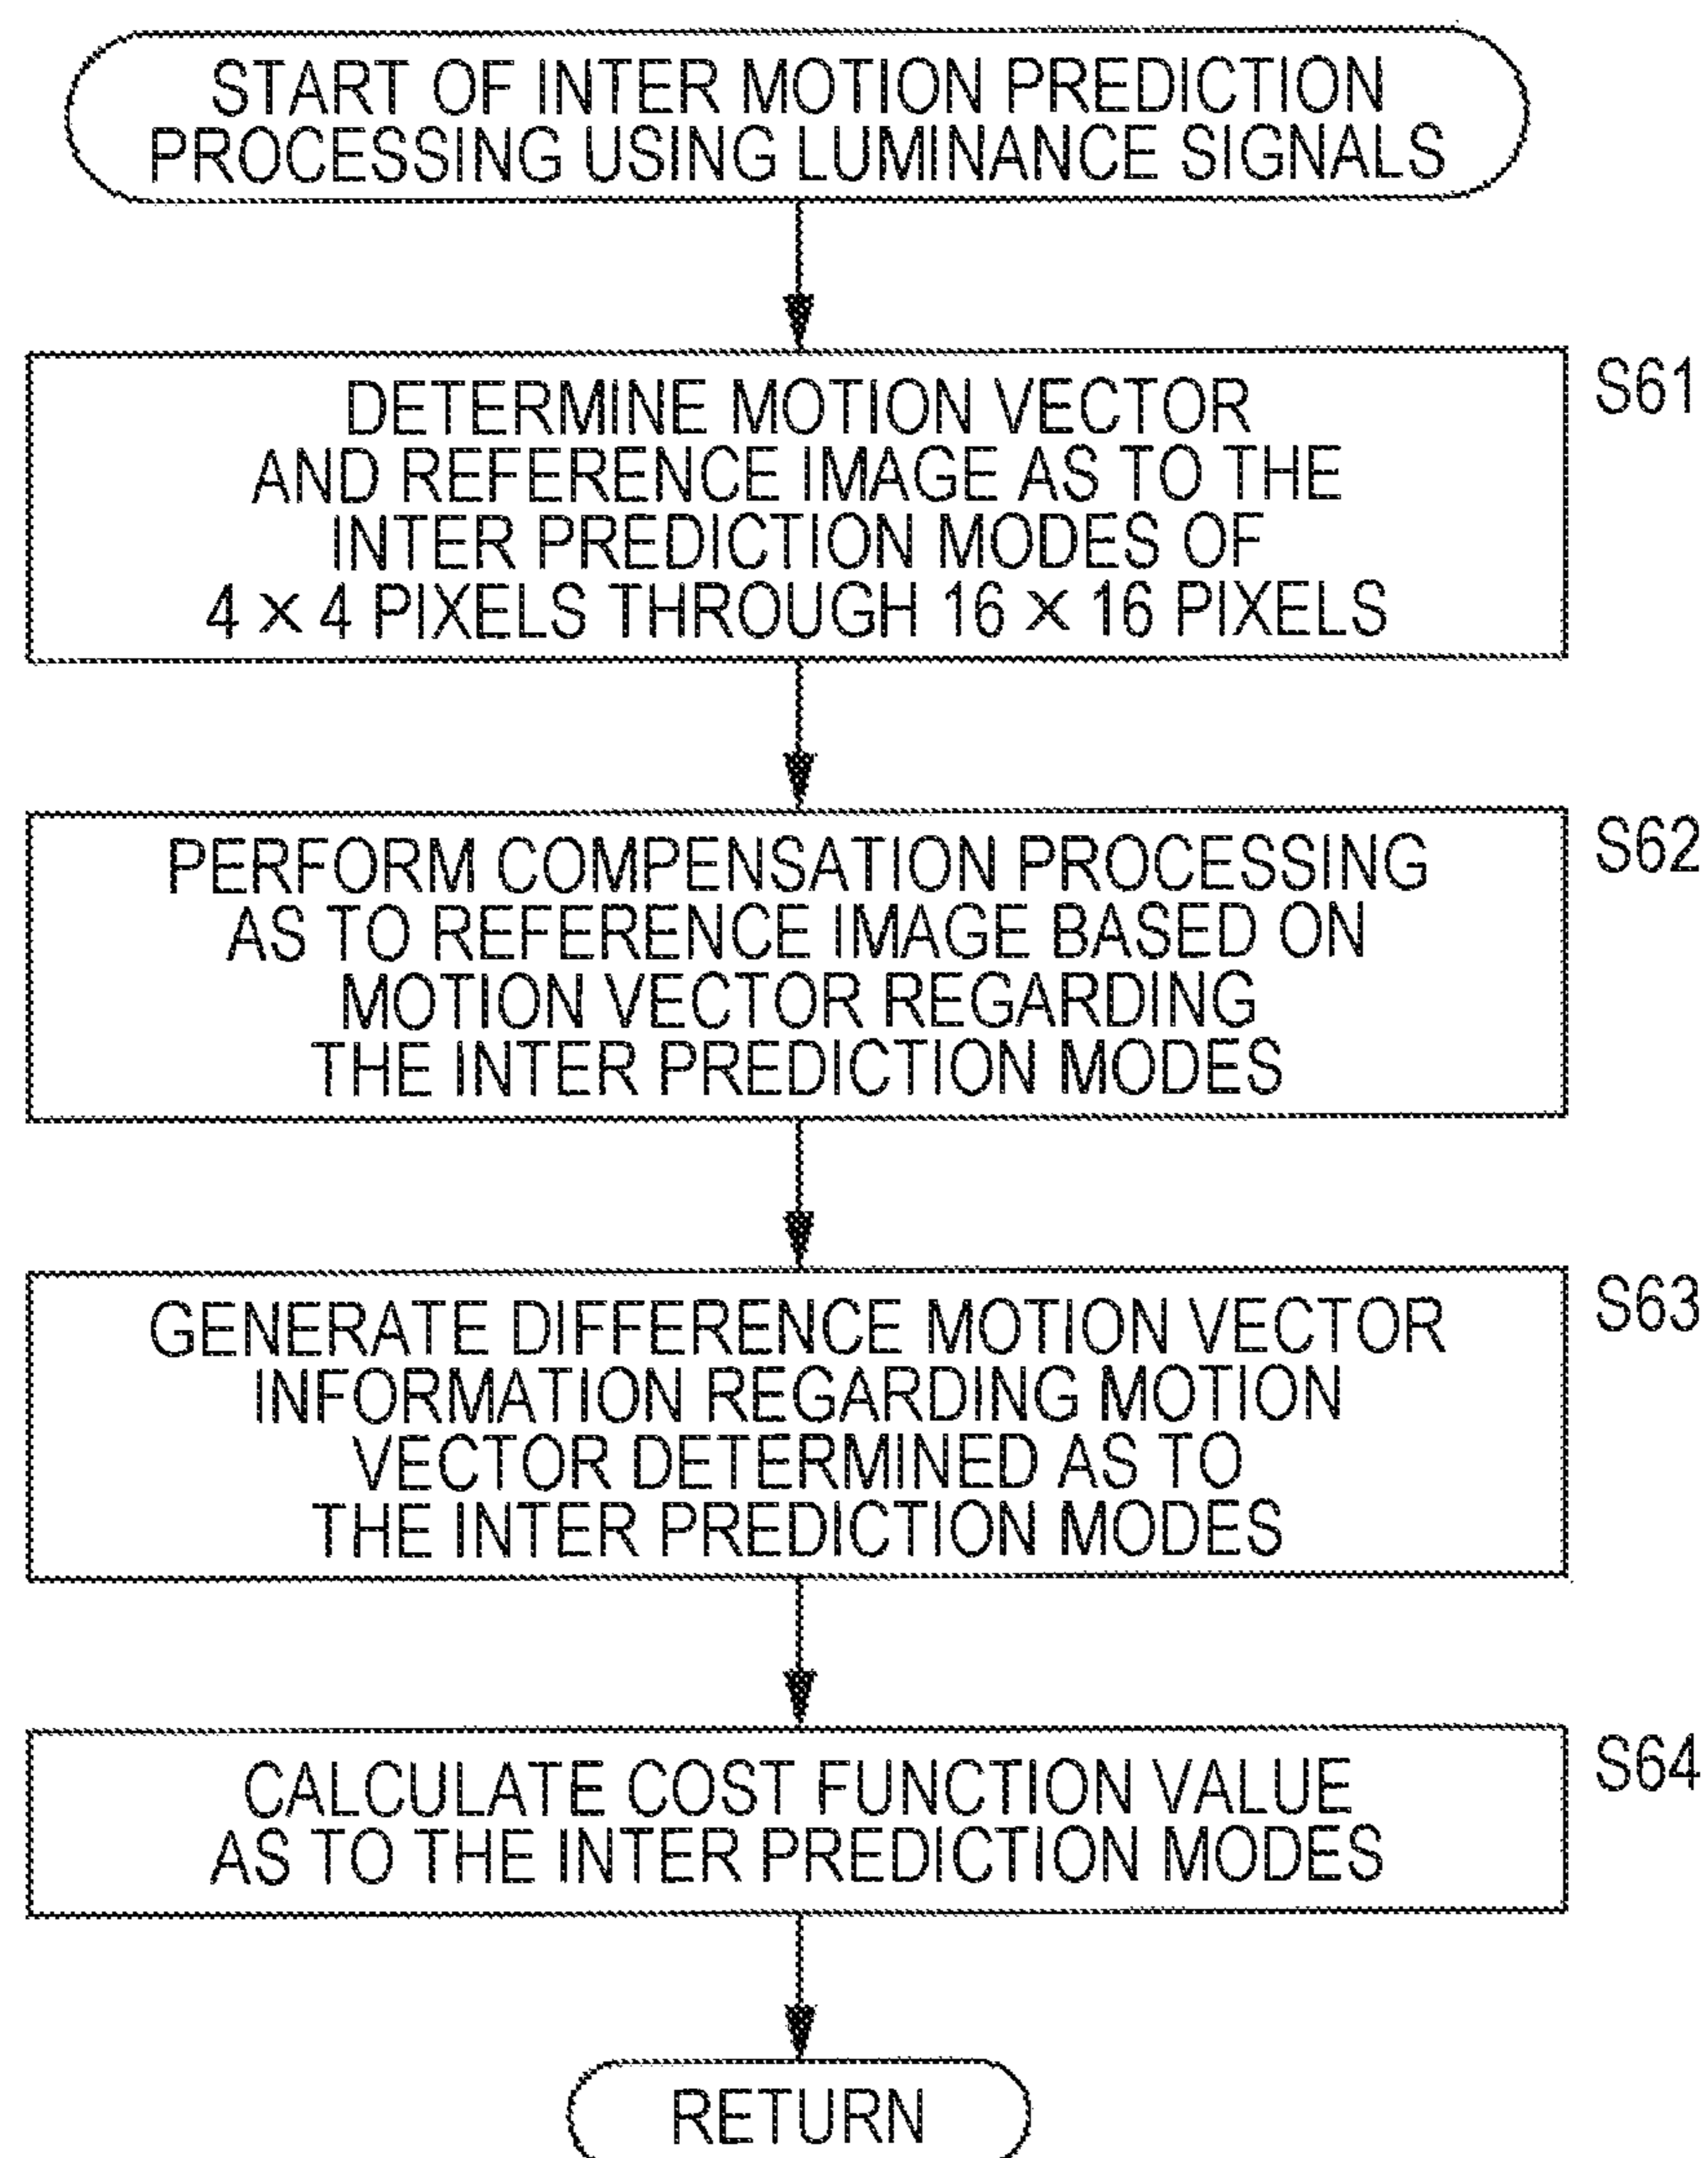 START OF INTER MOTION PREDICTION
PROCESSING USING LUMINANCE SIGNALS
S61
DETERMINE MOTION VECTOR
AND REFERENCE IMAGE AS TO THE
INTER PREDICTION MODES OF
4 × 4 PIXELS THROUGH 16 × 16 PIXELS
S62
PERFORM COMPENSATION PROCESSING
AS TO REFERENCE IMAGE BASED ON
MOTION VECTOR REGARDING
THE INTER PREDICTION MODES
S63
GENERATE DIFFERENCE MOTION VECTOR
INFORMATION REGARDING MOTION
VECTOR DETERMINED AS TO
THE INTER PREDICTION MODES
S64
CALCULATE COST FUNCTION VALUE
AS TO THE INTER PREDICTION MODES
RETURN